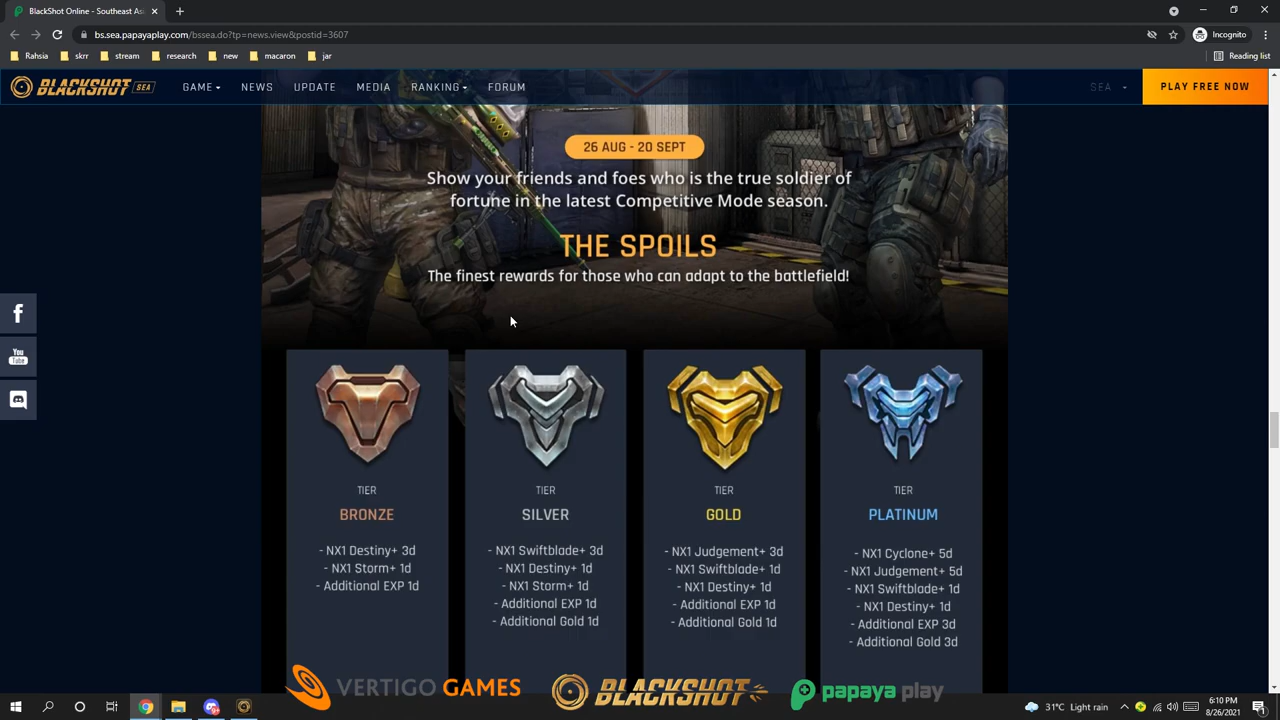 BlackShot Online - Southeast As
bs.sea.papayaplay.com/bssea.do?tp=news.view&postid=3607
Incognito
Rahsia
skrr
stream
research
new
macaron
jar
Reading list
BLACKSHOT SEA
GAME
NEWS
UPDATE
MEDIA
RANKING
FORUM
SEA
PLAY FREE NOW
26 AUG - 20 SEPT
Show your friends and foes who is the true soldier of
fortune in the latest Competitive Mode season.
THE SPOILS
The finest rewards for those who can adapt to the battlefield!
You
Tube
TIER
BRONZE
- NX1 Destiny+ 3d
- NX1 Storm+ 1d
- Additional EXP 1d
TIER
SILVER
- NX1 Swiftblade+ 3d
- NX1 Destiny+ 1d
- NX1 Storm+ 1d
- Additional EXP 1d
- Additional Gold 1d
TIER
GOLD
- NX1 Judgement+ 3d
- NX1 Swiftblade+ 1d
- NX1 Destiny+ 1d
- Additional EXP 1d
- Additional Gold 1d
TIER
PLATINUM
- NX1 Cyclone+ 5d
- NX1 Judgement+ 5d
- NX1 Swiftblade+ 1d
- NX1 Destiny+ 1d
- Additional EXP 3d
- Additional Gold 3d
VERTIGO GAMES
BLACKSHOT
papaya play
31°C Light rain
6:10 PM
8/26/2021